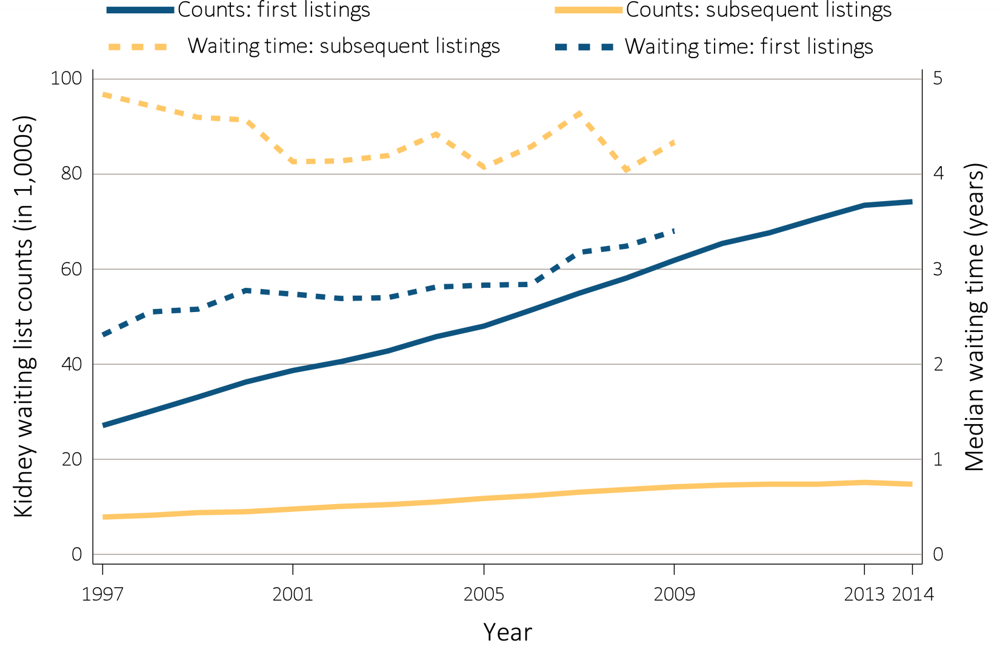 Counts: first listings
Counts: subsequent listings
Waiting time: subsequent listings
Waiting time: first listings
Kidney waiting list counts (in 1,000s)
100
80
60
40
20
0
5
4
3
2
1
0
Median waiting time (years)
1997 2001 2005 2009 2013 2014
Year